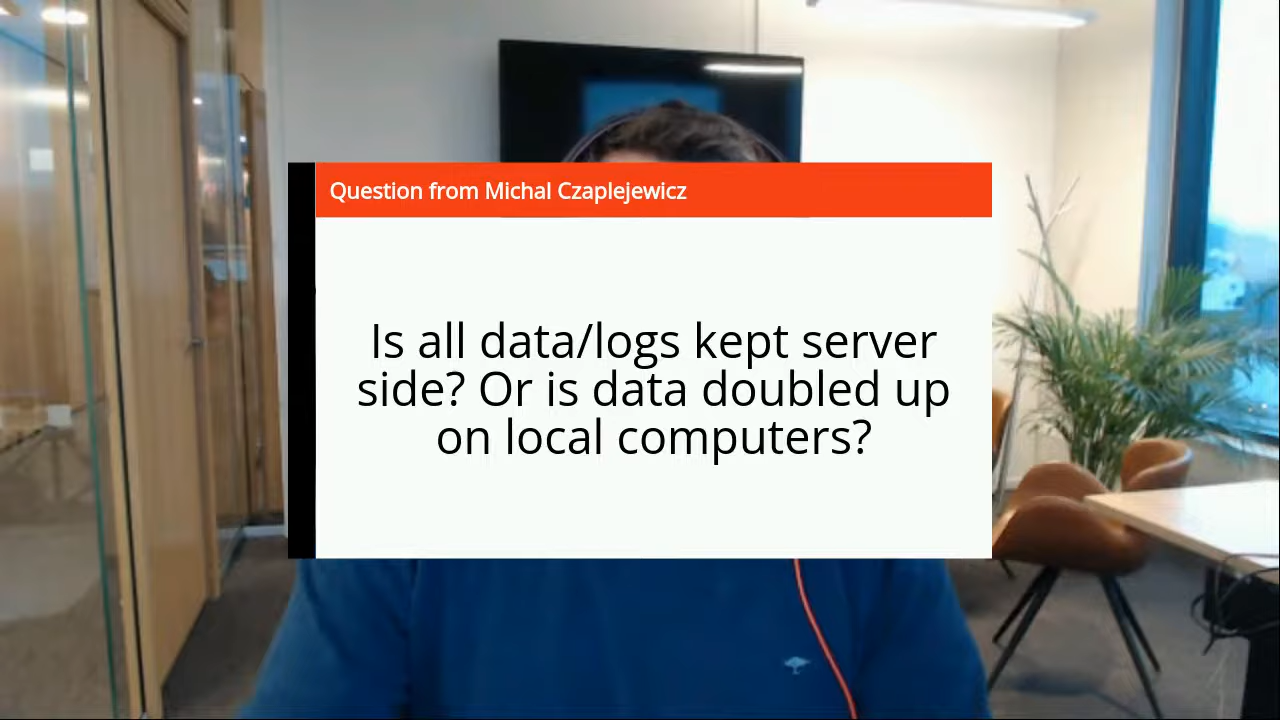 Question from Michal Czaplejewicz
Is all data/logs kept server
side? Or is data doubled up
on local computers?